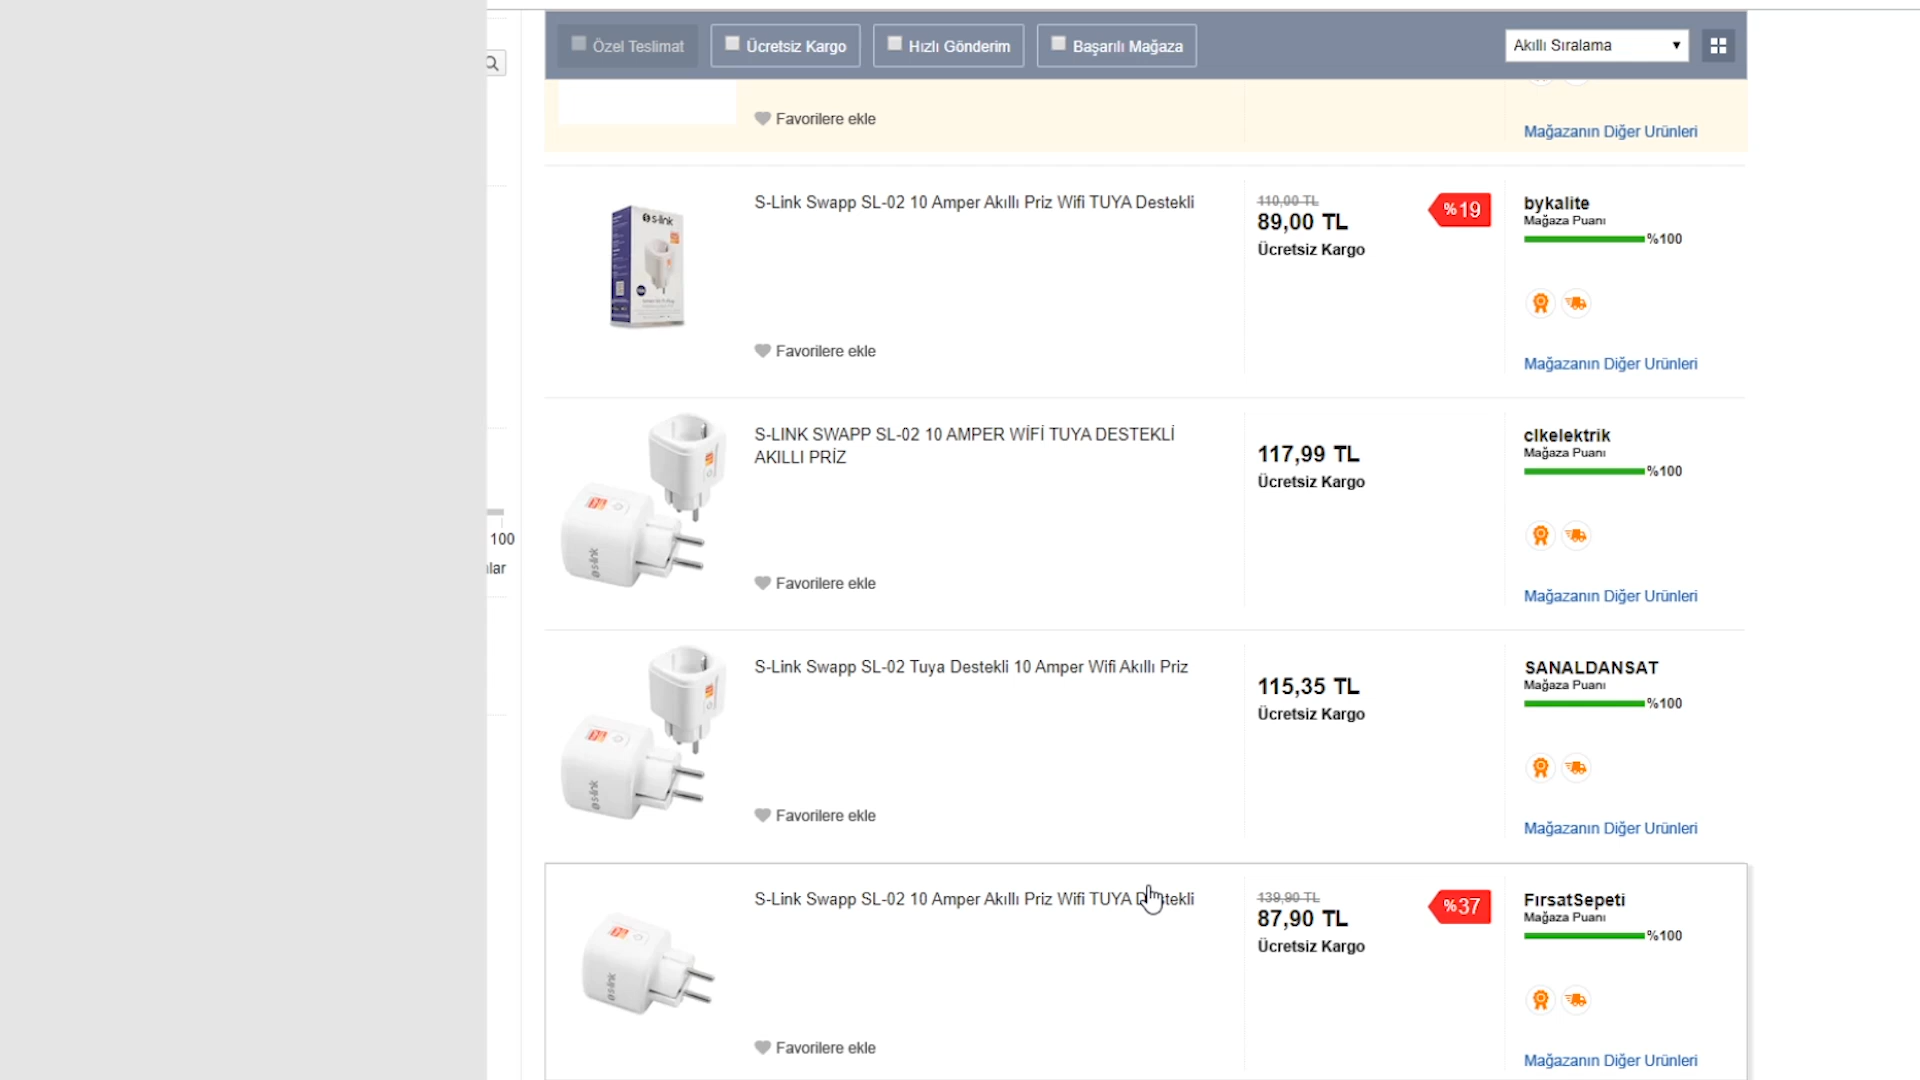 Özel Teslimat
Ücretsiz Kargo
Hızlı Gönderim
Başarılı Mağaza
Akıllı Sıralama
Favorilere ekle
Mağazanın Diğer Ürünleri
s-link
S-Link Swapp SL-02 10 Amper Akıllı Priz Wifi TUYA Destekli
110,00 TL
89,00 TL
Ücretsiz Kargo
%19
bykalite
Mağaza Puanı
%100
Favorilere ekle
Mağazanın Diğer Ürünleri
S-LINK SWAPP SL-02 10 AMPER WİFİ TUYA DESTEKLİ
AKILLI PRİZ
117,99 TL
Ücretsiz Kargo
clkelektrik
Mağaza Puanı
%100
s-link
100
lar
Favorilere ekle
Mağazanın Diğer Ürünleri
S-Link Swapp SL-02 Tuya Destekli 10 Amper Wifi Akıllı Priz
115,35 TL
Ücretsiz Kargo
SANALDANSAT
Mağaza Puanı
%100
s-link
Favorilere ekle
Mağazanın Diğer Ürünleri
S-Link Swapp SL-02 10 Amper Akıllı Priz Wifi TUYA Destekli
139,90 TL
87,90 TL
Ücretsiz Kargo
%37
FırsatSepeti
Mağaza Puanı
%100
s-link
Favorilere ekle
Mağazanın Diğer Ürünleri